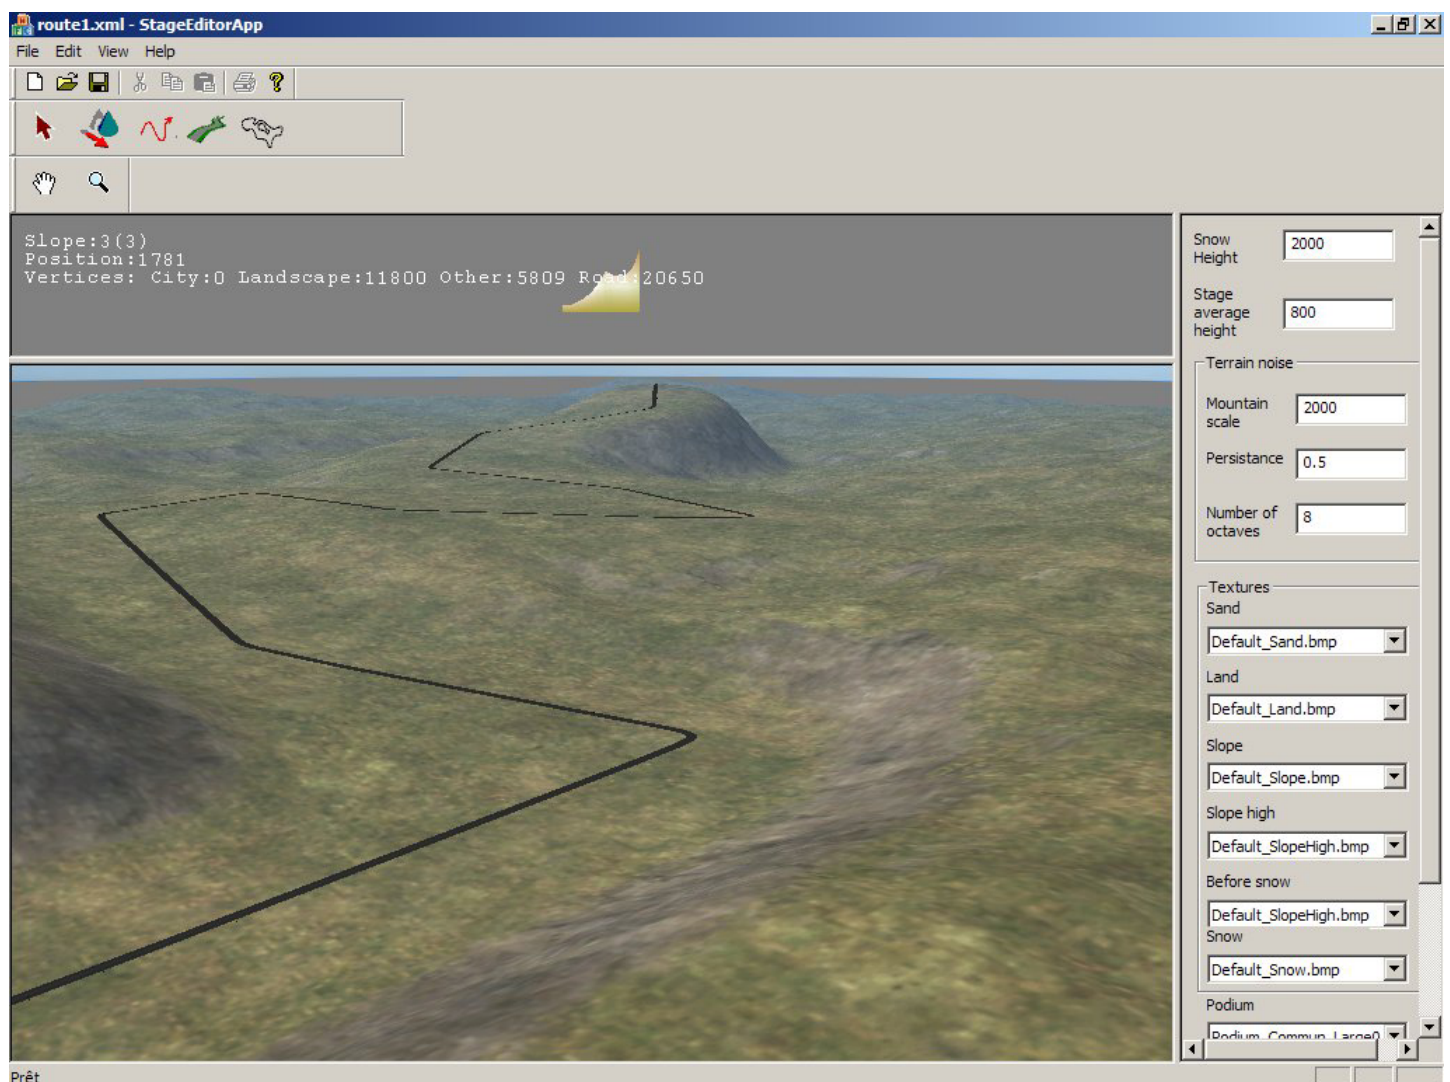 route1.xml - StageEditorApp
File Edit View Help
Slope:3(3)
Position:1781
Vertices: City:0 Landscape:11800 Other:5809 Road:20650
Snow
Height
2000
Stage
average
height
800
Terrain noise
Mountain
scale
2000
Persistance
0.5
Number of
octaves
8
Textures
Sand
Default_Sand.bmp
Land
Default_Land.bmp
Slope
Default_Slope.bmp
Slope high
Default_SlopeHigh.bmp
Before snow
Default_SlopeHigh.bmp
Snow
Default_Snow.bmp
Podium
Podium_Commun_Large0
Prêt